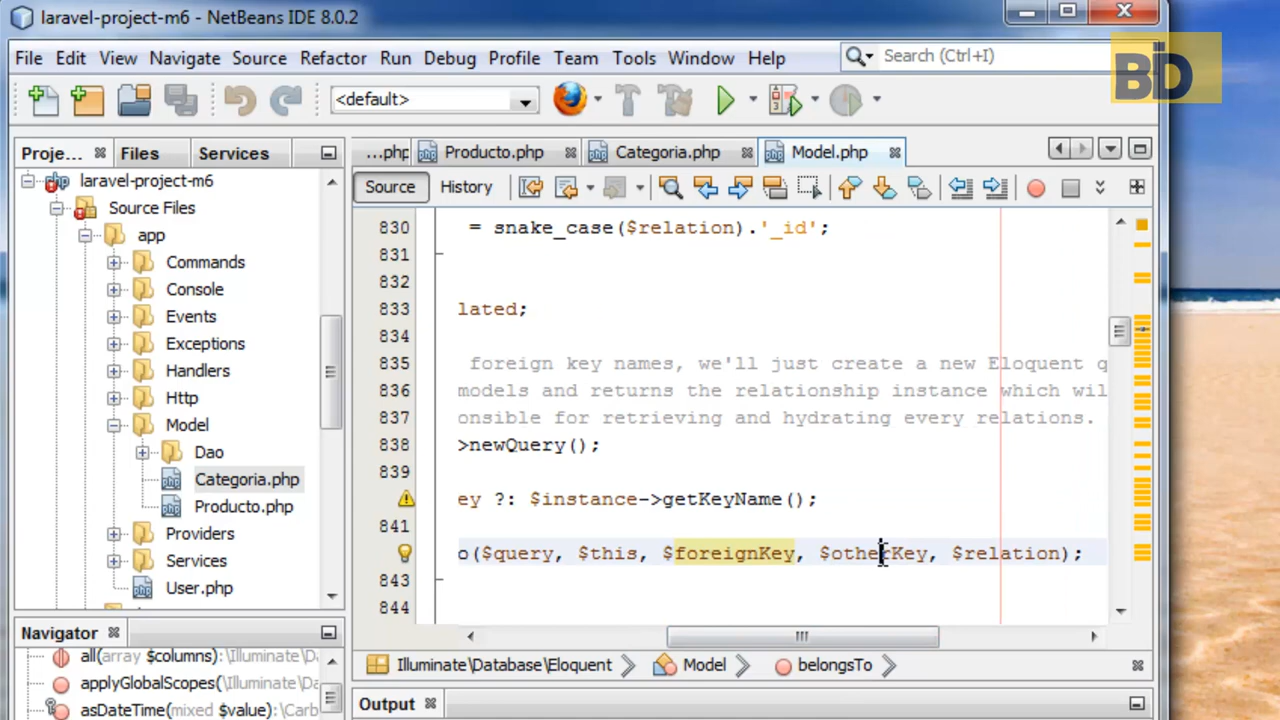 laravel-project-m6 - NetBeans IDE 8.0.2
File Edit View Navigate Source Refactor Run Debug Profile Team Tools Window Help
Search (Ctrl+I)
BD
<default>
Proje... Files Services
...php Producto.php Categoria.php Model.php
Source History
laravel-project-m6
Source Files
app
Commands
Console
Events
Exceptions
Handlers
Http
Model
Dao
Categoria.php
Producto.php
Providers
Services
User.php
830 = snake_case($relation).'_id';
831
832
833 lated;
834
835 foreign key names, we'll just create a new Eloquent q
836 models and returns the relationship instance which wil
837 onsible for retrieving and hydrating every relations.
838 >newQuery();
839
ey ?: $instance->getKeyName();
841
o($query, $this, $foreignKey, $otherKey, $relation);
843
844
Navigator
all(array $columns):\Illuminate\Da
applyGlobalScopes(\Illuminate\Da
asDateTime(mixed $value):\Carb
Illuminate\Database\Eloquent Model belongsTo
Output